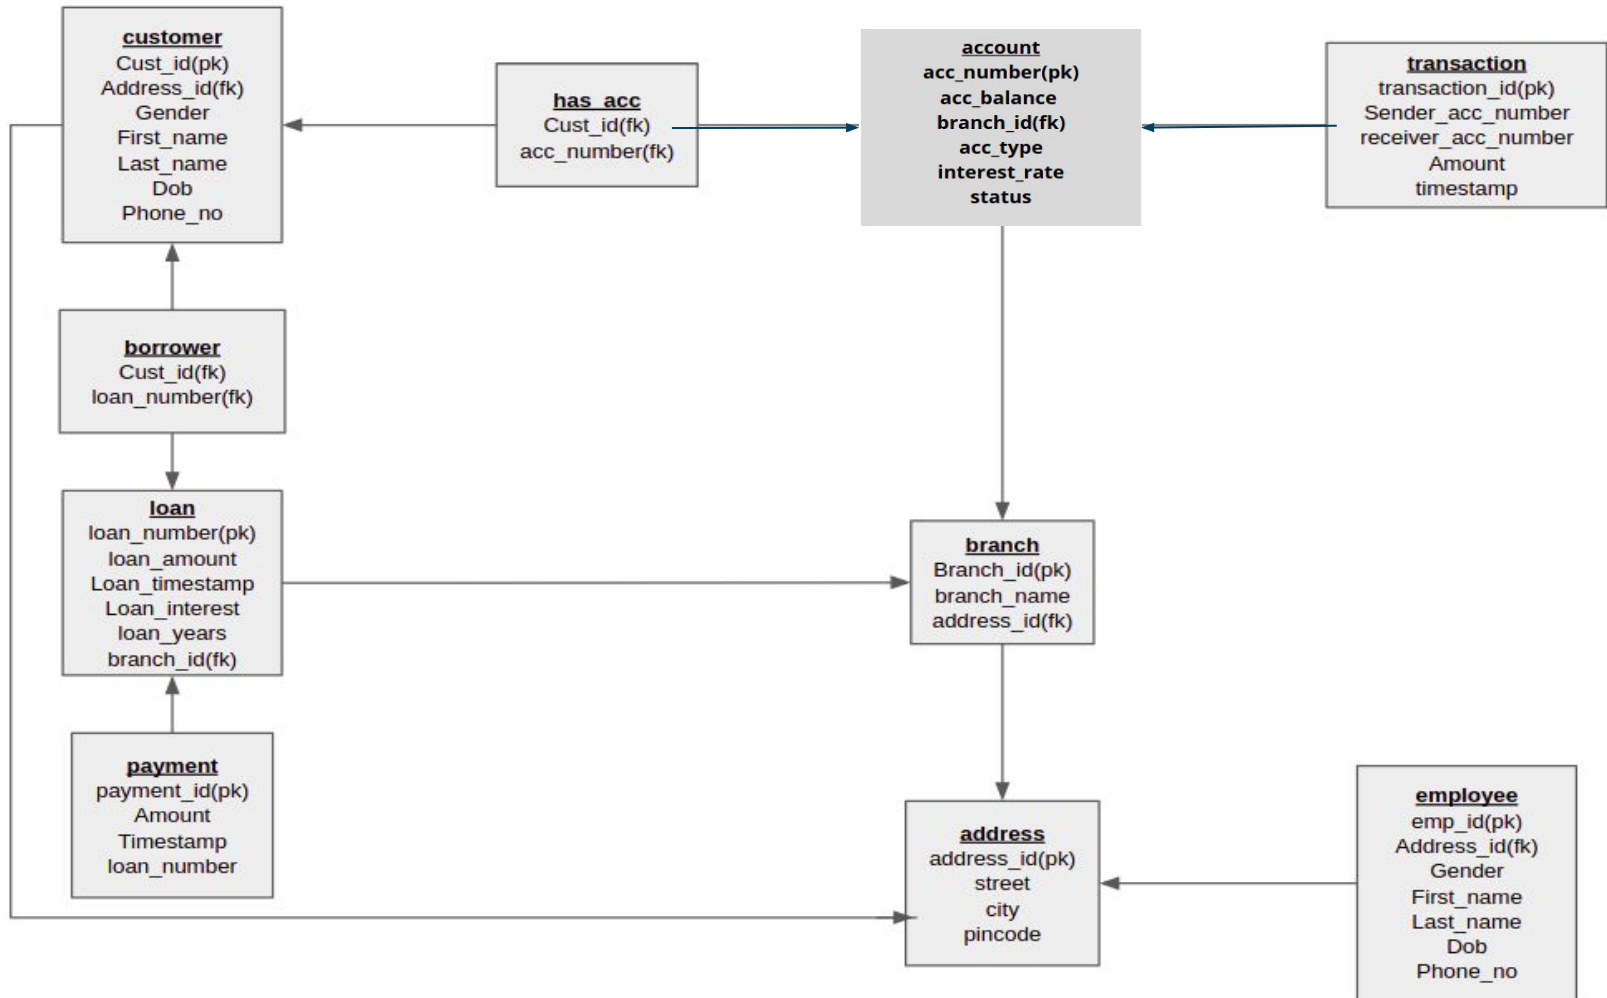 customer
Cust_id(pk)
Address_id(fk)
Gender
First_name
Last_name
Dob
Phone_no
has_acc
Cust_id(fk)
acc_number(fk)
account
acc_number(pk)
acc_balance
branch_id(fk)
acc_type
interest_rate
status
transaction
transaction_id(pk)
Sender_acc_number
receiver_acc_number
Amount
timestamp
borrower
Cust_id(fk)
loan_number(fk)
loan
loan_number(pk)
loan_amount
Loan_timestamp
Loan_interest
loan_years
branch_id(fk)
branch
Branch_id(pk)
branch_name
address_id(fk)
payment
payment_id(pk)
Amount
Timestamp
loan_number
address
address_id(pk)
street
city
pincode
employee
emp_id(pk)
Address_id(fk)
Gender
First_name
Last_name
Dob
Phone_no